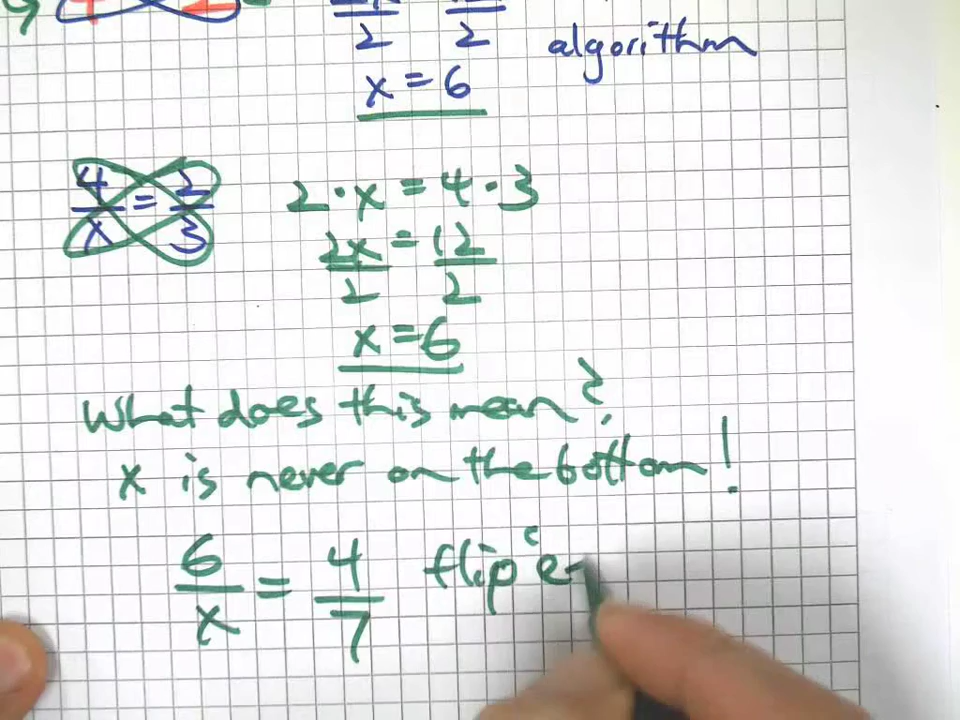 2 2
algorithm
x = 6
4/x = 2/3
2 · x = 4 · 3
2x/2 = 12/2
x = 6
What does this mean?
x is never on the bottom!
6/x = 4/7 flip 'e